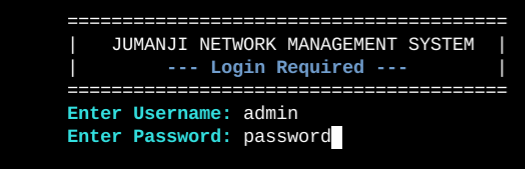 ========================================
| JUMANJI NETWORK MANAGEMENT SYSTEM |
| --- Login Required --- |
========================================
Enter Username: admin
Enter Password: password